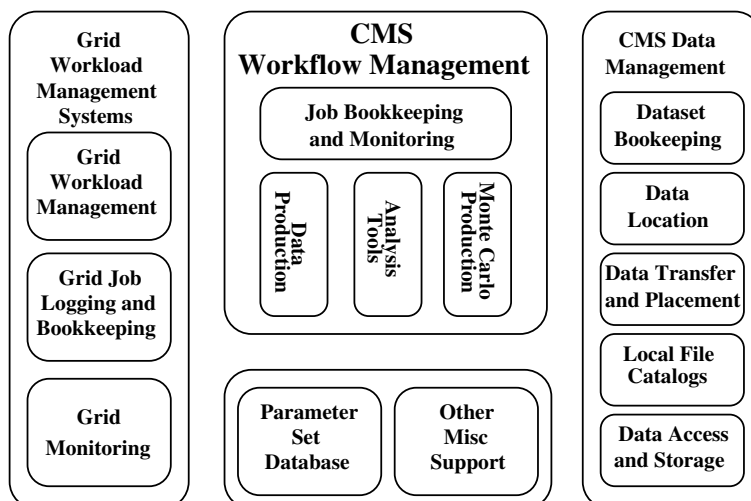 Grid
Workload
Management
Systems
Grid
Workload
Management
Grid Job
Logging and
Bookkeeping
Grid
Monitoring
CMS
Workflow Management
Job Bookkeeping
and Monitoring
Data
Production
Analysis
Tools
Monte Carlo
Production
Parameter
Set
Database
Other
Misc
Support
CMS Data
Management
Dataset
Bookeeping
Data
Location
Data Transfer
and Placement
Local File
Catalogs
Data Access
and Storage